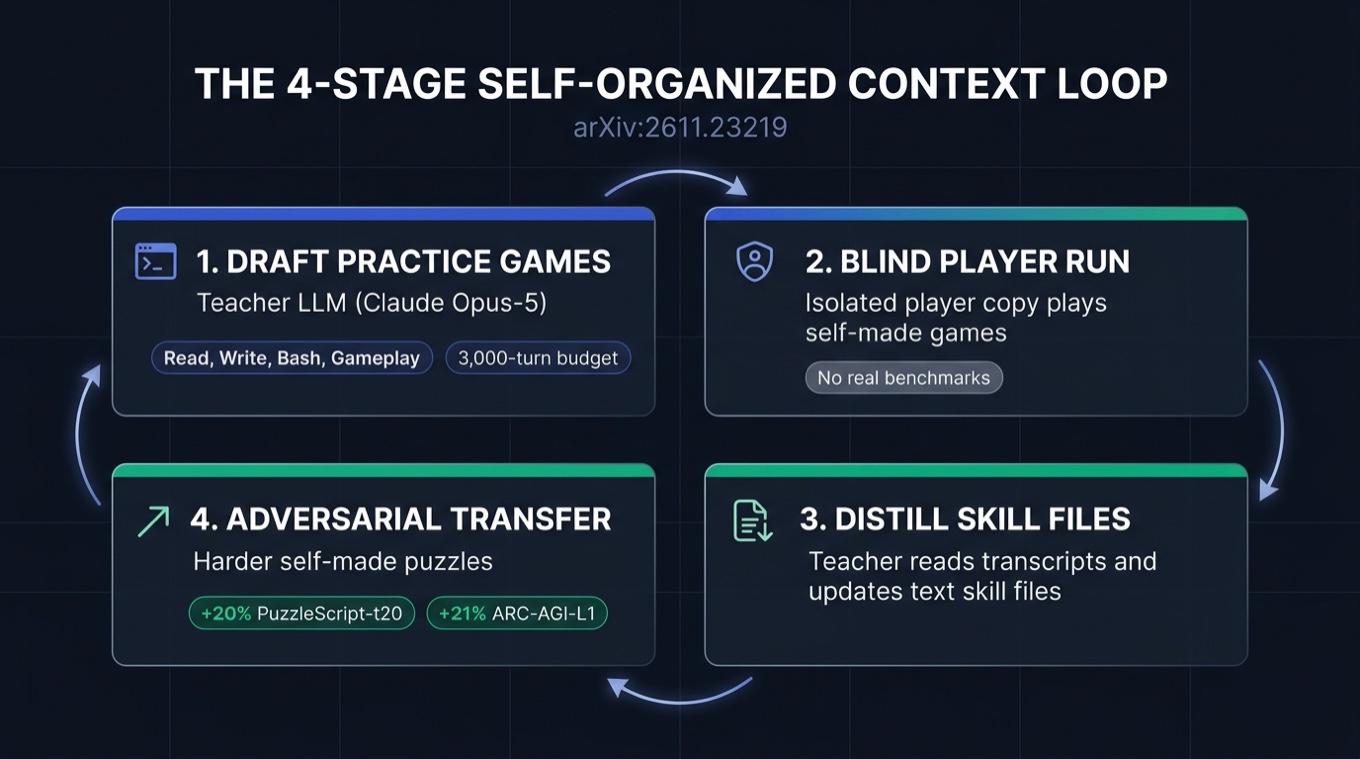 THE 4-STAGE SELF-ORGANIZED CONTEXT LOOP
arXiv:2611.23219
1. DRAFT PRACTICE GAMES
Teacher LLM (Claude Opus-5)
Read, Write, Bash, Gameplay
3,000-turn budget
2. BLIND PLAYER RUN
Isolated player copy plays
self-made games
No real benchmarks
4. ADVERSARIAL TRANSFER
Harder self-made puzzles
+20% PuzzleScript-t20
+21% ARC-AGI-L1
3. DISTILL SKILL FILES
Teacher reads transcripts and
updates text skill files